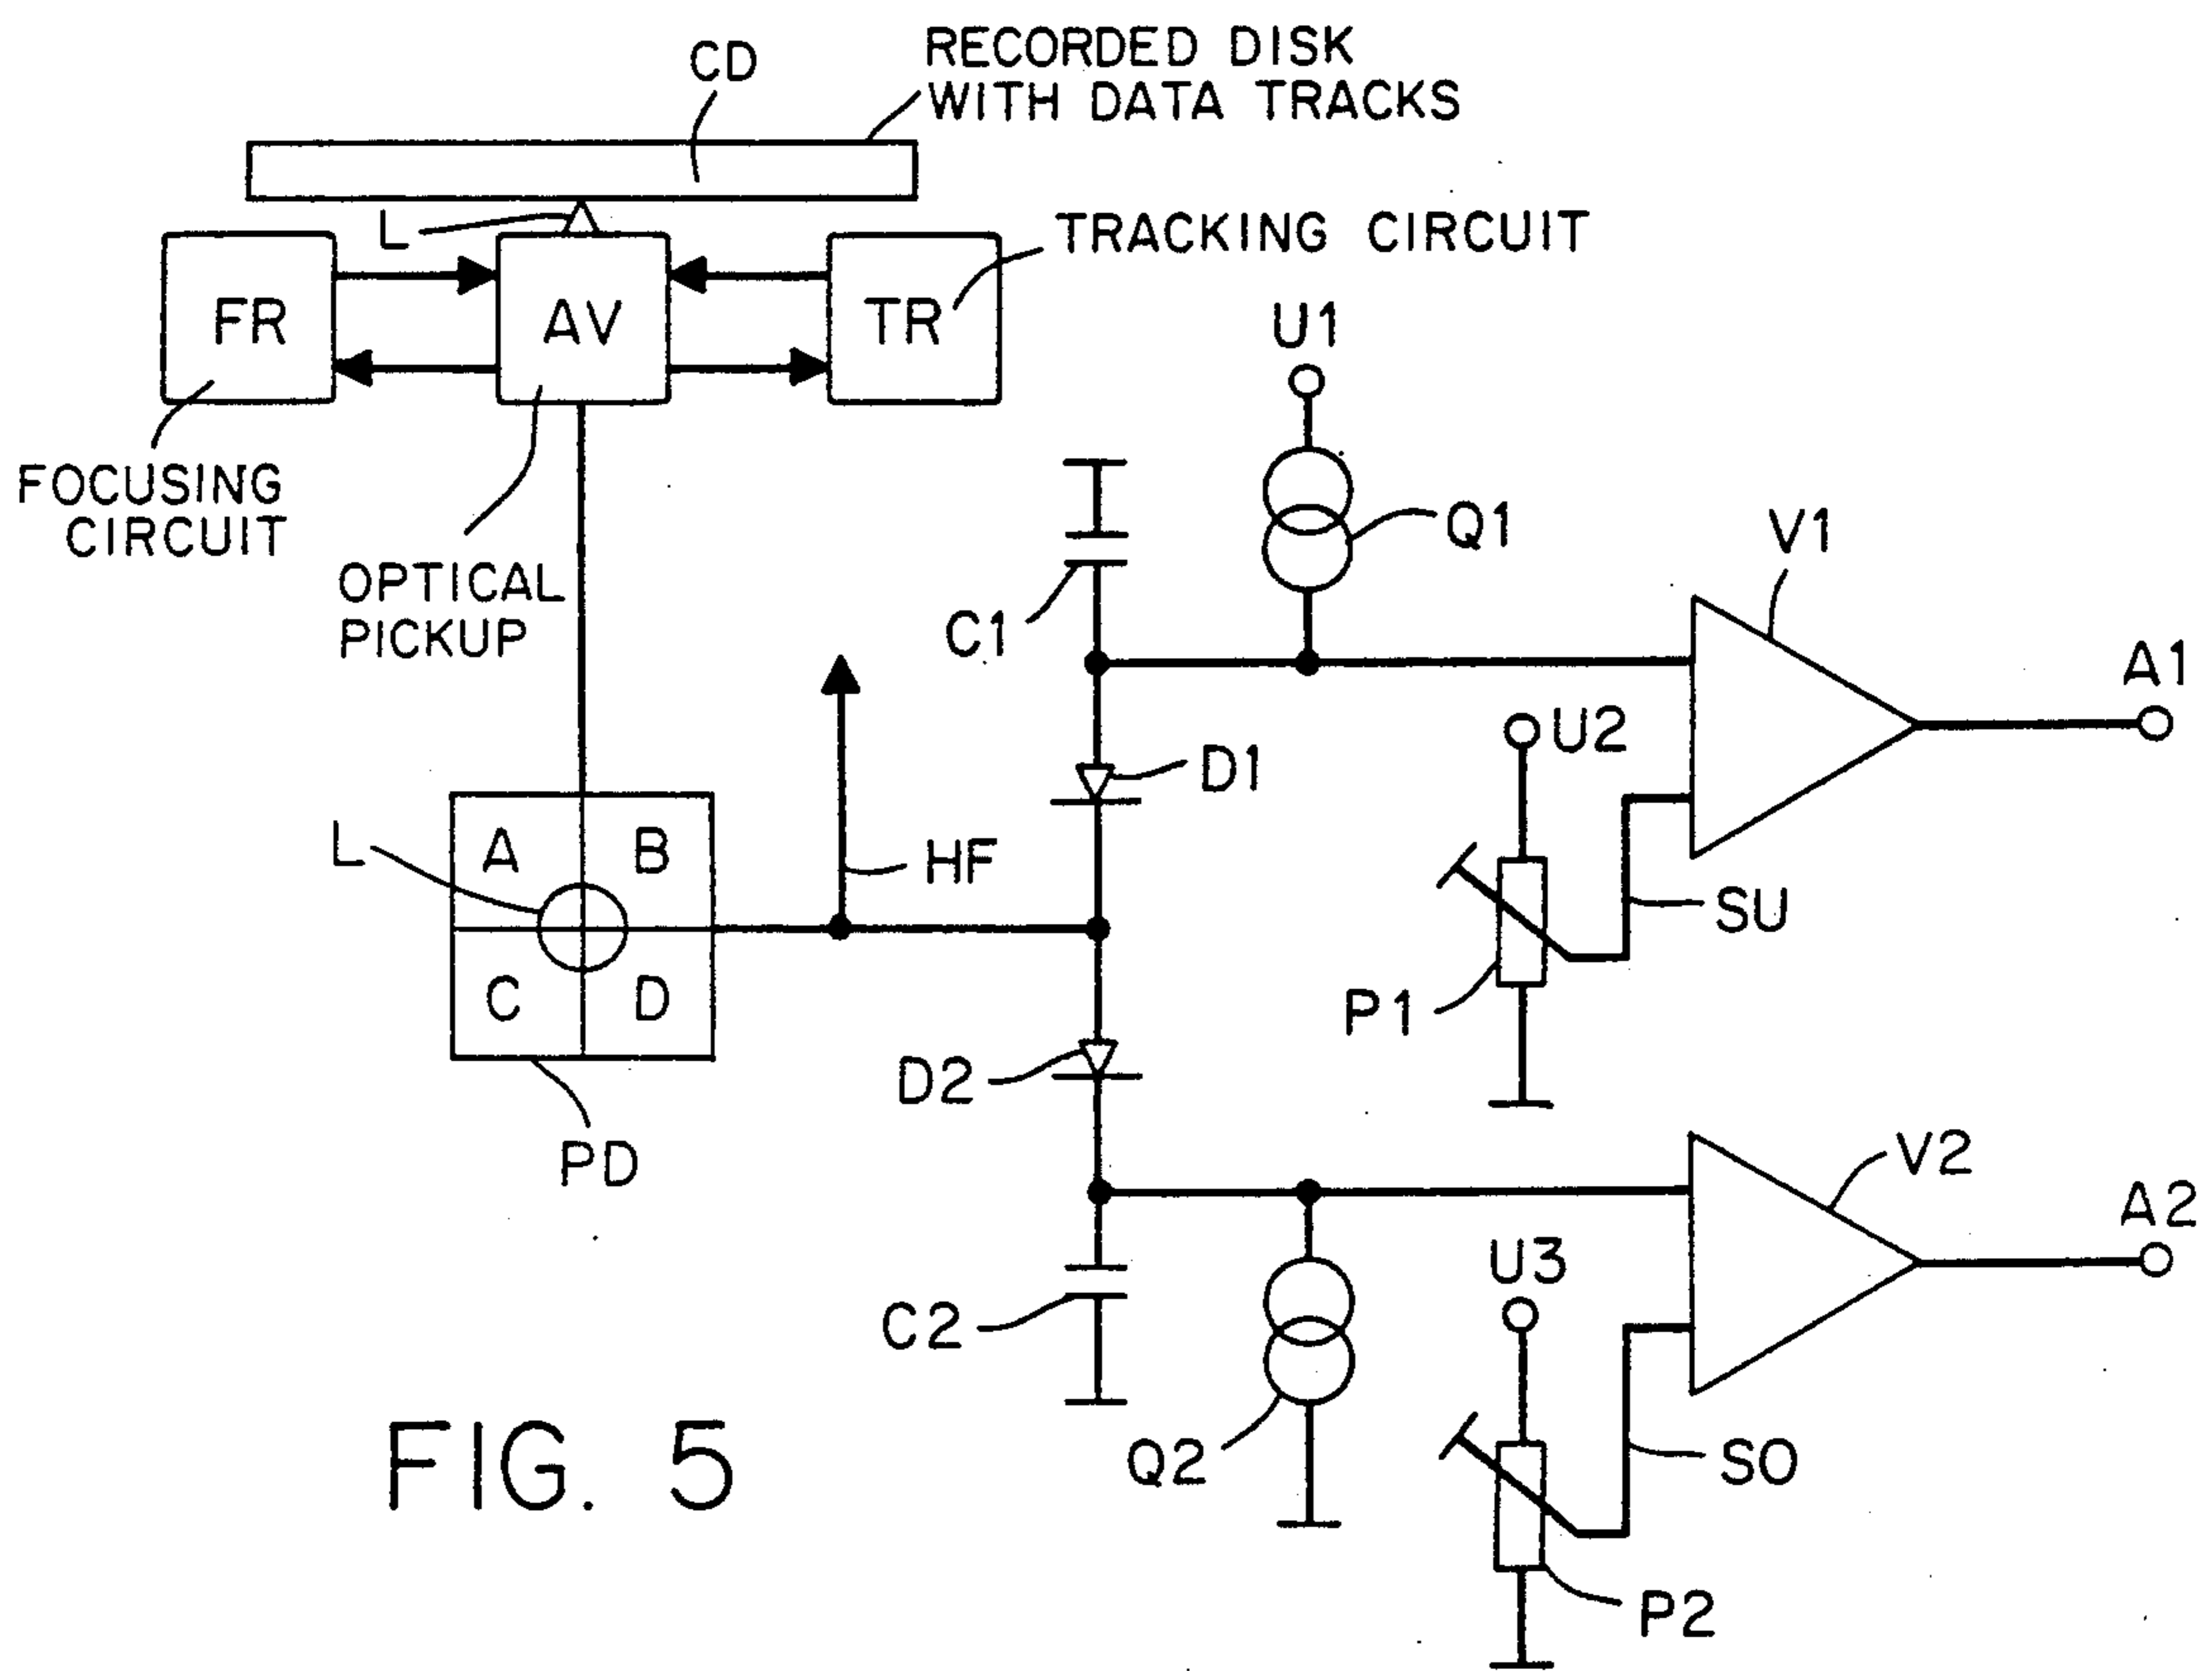 CD
RECORDED DISK
WITH DATA TRACKS
L
TRACKING CIRCUIT
FR
AV
TR
U1
FOCUSING
CIRCUIT
Q1
V1
OPTICAL
PICKUP
C1
A1
U2
D1
L
A
B
HF
SU
C
D
P1
D2
PD
V2
A2
U3
C2
Q2
SO
FIG. 5
P2